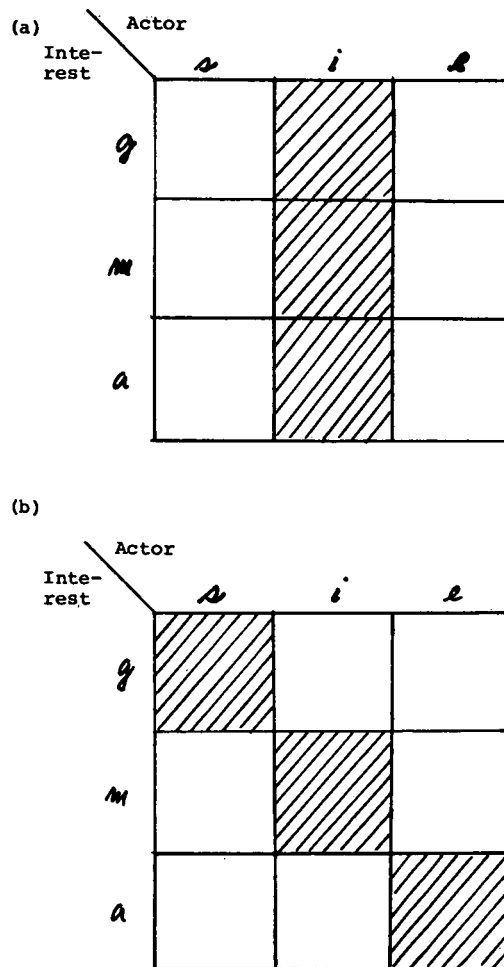 (a)
Actor
Inte-
rest
s i e
g
m
a
(b)
Actor
Inte-
rest
s i e
g
m
a